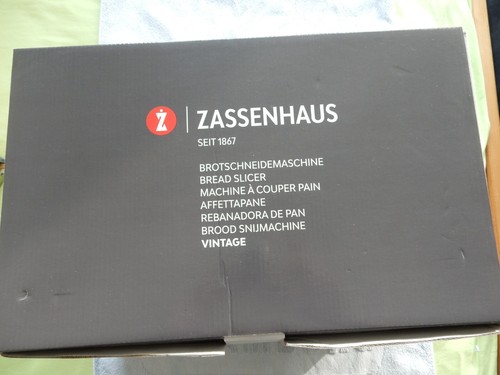 Z
ZASSENHAUS
SEIT 1867
BROTSCHNEIDEMASCHINE
BREAD SLICER
MACHINE À COUPER PAIN
AFFETTAPANE
REBANADORA DE PAN
BROOD SNIJMACHINE
VINTAGE